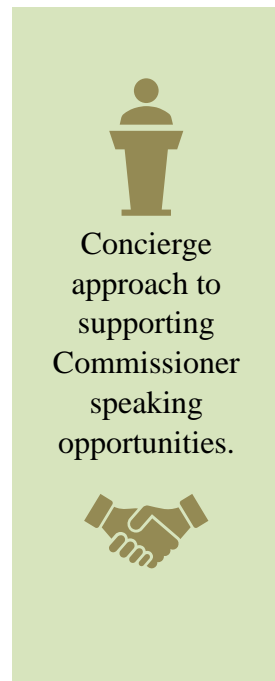 Concierge
approach to
supporting
Commissioner
speaking
opportunities.